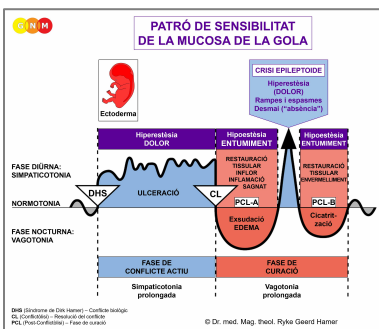 GNM
PATRÓ DE SENSIBILITAT
DE LA MUCOSA DE LA GOLA
CRISI EPILEPTOIDE
Hiperestèsia
(DOLOR)
Rampes i espasmes
Desmai ("absència")
Ectoderma
Hiperestèsia
DOLOR
Hipoestèsia
ENTUMIMENT
Hipoestèsia
ENTUMIMENT
FASE DIÜRNA:
SIMPATICOTONIA
RESTAURACIÓ
TISSULAR
INFLOR
INFLAMACIÓ
SAGNAT
RESTAURACIÓ
TISSULAR
ENVERMELLIMENT
DHS
ULCERACIÓ
CL
PCL-A
PCL-B
NORMOTONIA
Exsudació
EDEMA
Cicatrit-
zació
FASE NOCTURNA:
VAGOTONIA
FASE DE
CONFLICTE ACTIU
FASE DE
CURACIÓ
Simpaticotonia
prolongada
Vagotonia
prolongada
DHS (Síndrome de Dirk Hamer) – Conflicte biològic
CL (Conflictòlisi) – Resolució del conflicte
PCL (Post-Conflictòlisi) – Fase de curació
© Dr. med. Mag. theol. Ryke Geerd Hamer